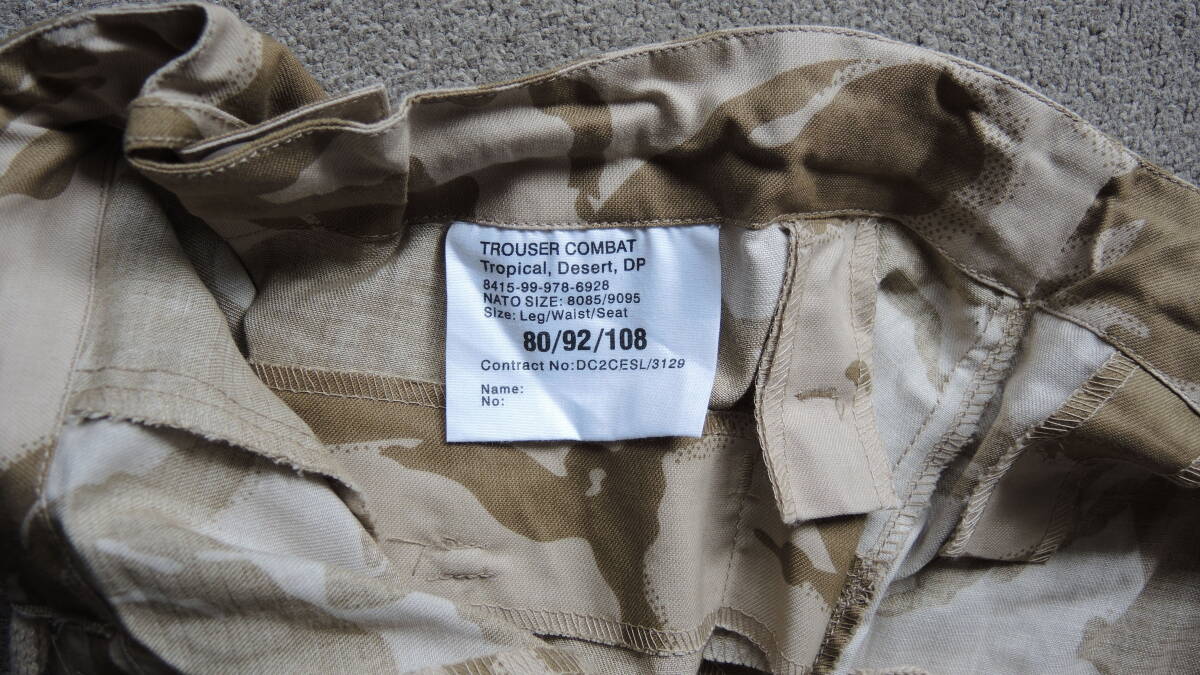 TROUSER COMBAT
Tropical, Desert, DP
8415-99-978-6928
NATO SIZE: 8085/9095
Size: Leg/Waist/Seat
80/92/108
Contract No:DC2CESL/3129
Name:
No: